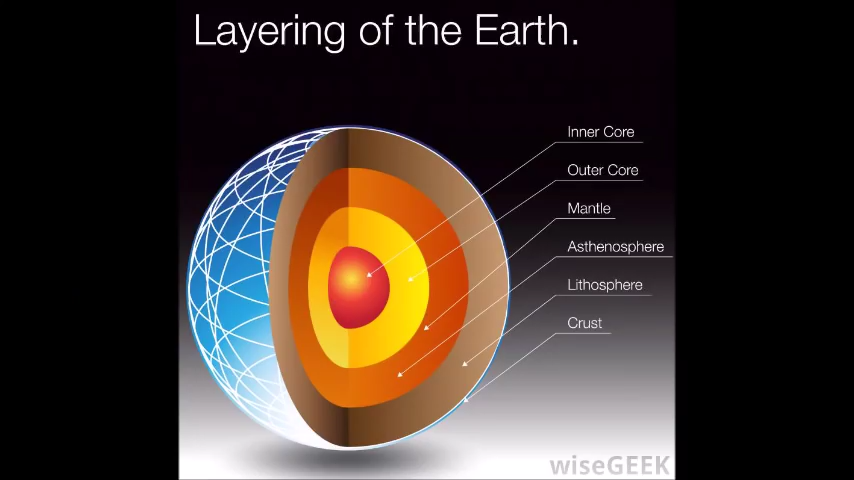 Layering of the Earth.
Inner Core
Outer Core
Mantle
Asthenosphere
Lithosphere
Crust
wiseGEEK